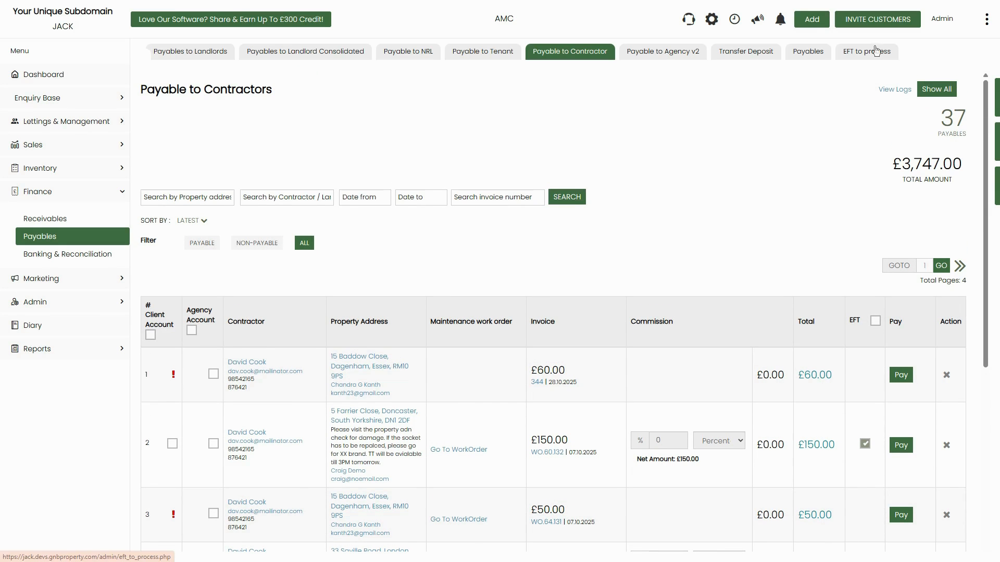 Your Unique Subdomain
JACK
Love Our Software? Share & Earn Up To £300 Credit!
AMC
Add
INVITE CUSTOMERS
Admin
Menu
Dashboard
Enquiry Base
Lettings & Management
Sales
Inventory
Finance
Receivables
Payables
Banking & Reconciliation
Marketing
Admin
Diary
Reports
Payables to Landlords
Payables to Landlord Consolidated
Payable to NRL
Payable to Tenant
Payable to Contractor
Payable to Agency v2
Transfer Deposit
Payables
EFT to process
Payable to Contractors
View Logs
Show All
37
PAYABLES
£3,747.00
TOTAL AMOUNT
Search by Property addres
Search by Contractor / Lar
Date from
Date to
Search invoice number
SEARCH
SORT BY : LATEST
Filter
PAYABLE
NON-PAYABLE
ALL
GOTO 1 GO
Total Pages: 4
# Client Account
Agency Account
Contractor
Property Address
Maintenance work order
Invoice
Commission
Total
EFT
Pay
Action
1
David Cook
dav.cook@mailinator.com
98542165
876421
15 Baddow Close,
Dagenham, Essex, RM10
9PS
Chandra G Kanth
kanth23@gmail.com
£60.00
344 | 28.10.2025
£0.00
£60.00
Pay
2
David Cook
dav.cook@mailinator.com
98542165
876421
5 Farrier Close, Doncaster,
South Yorkshire, DN1 2DF
Please visit the property adn
check for damage. If the socket
has to be repalced, please go
for XX brand. TT will be avialable
till 3PM tomorrow.
Craig Demo
craig@noemail.com
Go To WorkOrder
£150.00
WO.60.132 | 07.10.2025
% 0 Percent
Net Amount: £150.00
£0.00
£150.00
Pay
3
David Cook
dav.cook@mailinator.com
98542165
876421
15 Baddow Close,
Dagenham, Essex, RM10
9PS
Chandra G Kanth
kanth23@gmail.com
Go To WorkOrder
£50.00
WO.64.131 | 07.10.2025
£0.00
£50.00
Pay
David Cook
33 Saville Road, London
https://jack.devs.gnbproperty.com/admin/eft_to_process.php